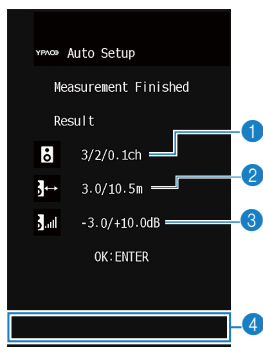 YPAO Auto Setup
Measurement Finished
Result
3/2/0.1ch 1
3.0/10.5m 2
-3.0/+10.0dB 3
OK:ENTER
4